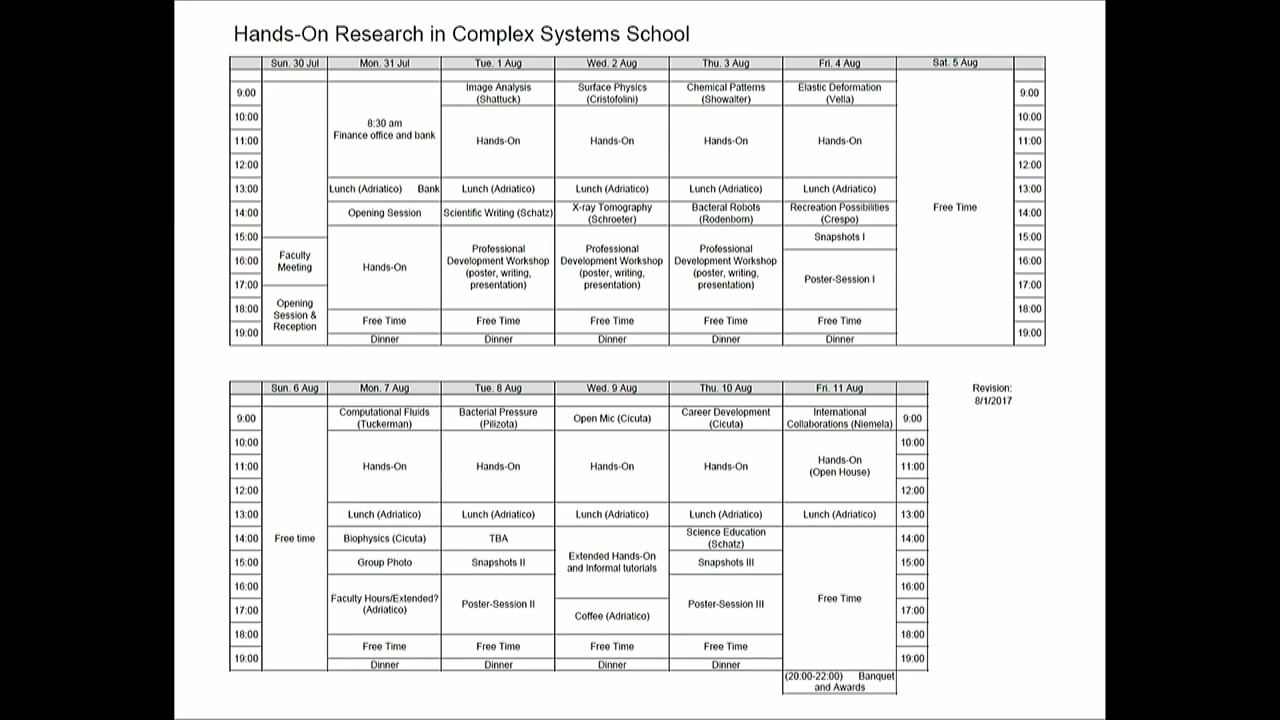 Hands-On Research in Complex Systems School
Sun. 30 Jul Mon. 31 Jul Tue. 1 Aug Wed. 2 Aug Thu. 3 Aug Fri. 4 Aug Sat. 5 Aug
9:00 Image Analysis (Shattuck) Surface Physics (Cristofolini) Chemical Patterns (Showalter) Elastic Deformation (Vella) 9:00
10:00 8:30 am Finance office and bank 10:00
11:00 Hands-On Hands-On Hands-On Hands-On 11:00
12:00 12:00
13:00 Lunch (Adriatico) Bank Lunch (Adriatico) Lunch (Adriatico) Lunch (Adriatico) Lunch (Adriatico) 13:00
14:00 Opening Session Scientific Writing (Schatz) X-ray Tomography (Schroeter) Bacteral Robots (Rodenborn) Recreation Possibilities (Crespo) Free Time 14:00
15:00 Snapshots I 15:00
16:00 Faculty Meeting Hands-On Professional Development Workshop (poster, writing, presentation) Professional Development Workshop (poster, writing, presentation) Professional Development Workshop (poster, writing, presentation) 16:00
17:00 Poster-Session I 17:00
18:00 Opening Session & Reception Free Time Free Time Free Time Free Time Free Time 18:00
19:00 Dinner Dinner Dinner Dinner Dinner 19:00
Sun. 6 Aug Mon. 7 Aug Tue. 8 Aug Wed. 9 Aug Thu. 10 Aug Fri. 11 Aug
Revision:
8/1/2017
9:00 Computational Fluids (Tuckerman) Bacterial Pressure (Pilizota) Open Mic (Cicuta) Career Development (Cicuta) International Collaborations (Niemela) 9:00
10:00 10:00
11:00 Hands-On Hands-On Hands-On Hands-On Hands-On (Open House) 11:00
12:00 12:00
13:00 Lunch (Adriatico) Lunch (Adriatico) Lunch (Adriatico) Lunch (Adriatico) Lunch (Adriatico) 13:00
14:00 Free time Biophysics (Cicuta) TBA Science Education (Schatz) 14:00
15:00 Group Photo Snapshots II Extended Hands-On and Informal tutorials Snapshots III 15:00
16:00 Faculty Hours/Extended? (Adriatico) Free Time 16:00
17:00 Poster-Session II Coffee (Adriatico) Poster-Session III 17:00
18:00 Free Time Free Time Free Time Free Time 18:00
19:00 Dinner Dinner Dinner Dinner 19:00
(20:00-22:00) Banquet
and Awards